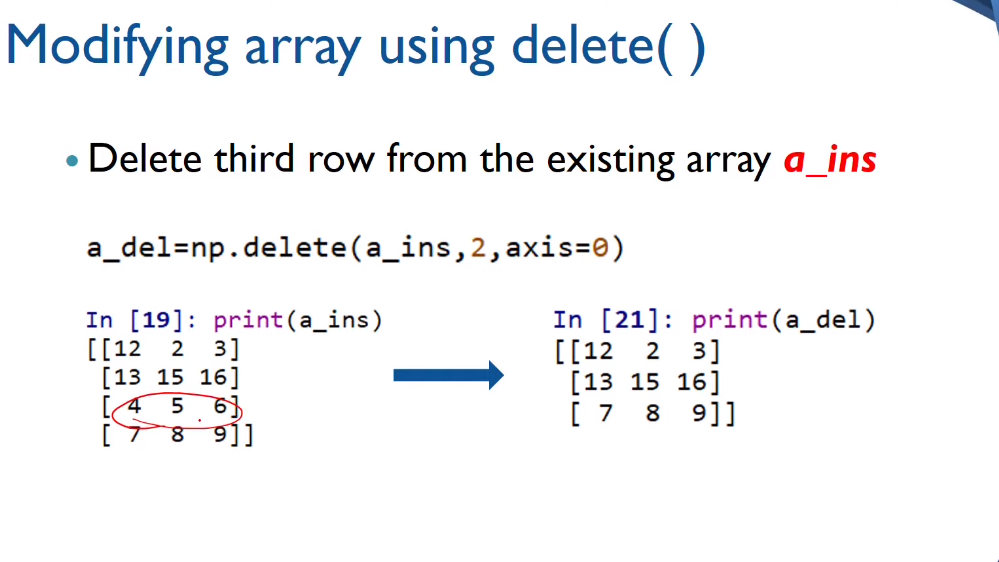 Modifying array using delete( )
• Delete third row from the existing array a_ins
a_del=np.delete(a_ins,2,axis=0)
In [19]: print(a_ins)
[[12  2  3]
 [13 15 16]
 [ 4  5  6]
 [ 7  8  9]]
In [21]: print(a_del)
[[12  2  3]
 [13 15 16]
 [ 7  8  9]]